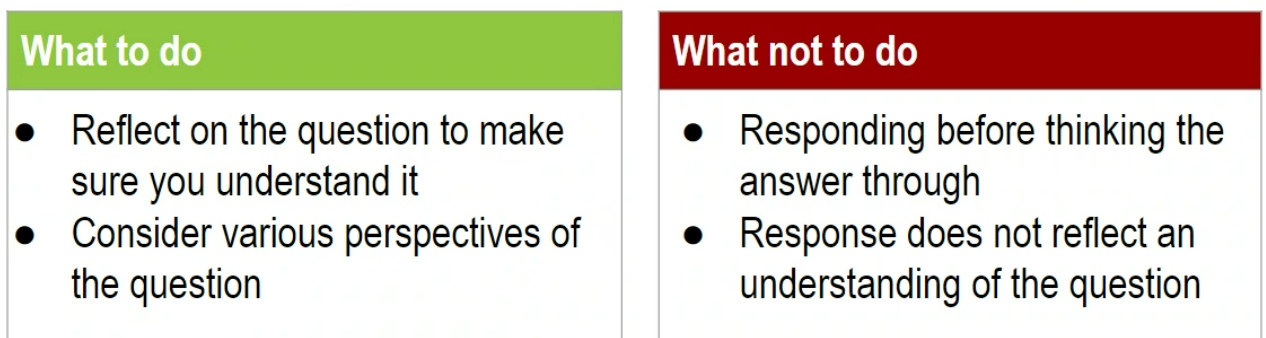 What to do
● Reflect on the question to make
sure you understand it
● Consider various perspectives of
the question
What not to do
● Responding before thinking the
answer through
● Response does not reflect an
understanding of the question